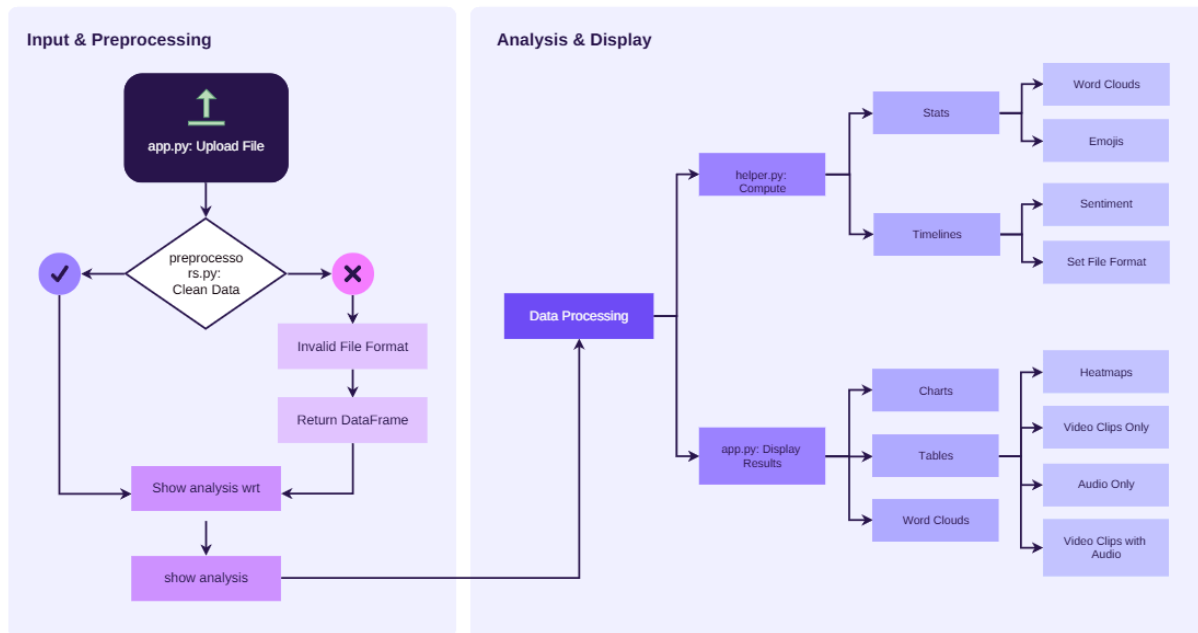 Input & Preprocessing
app.py: Upload File
preprocesso
rs.py:
Clean Data
Invalid File Format
Return DataFrame
Show analysis wrt
show analysis
Analysis & Display
Data Processing
helper.py:
Compute
Stats
Word Clouds
Emojis
Timelines
Sentiment
Set File Format
app.py: Display
Results
Charts
Tables
Word Clouds
Heatmaps
Video Clips Only
Audio Only
Video Clips with
Audio